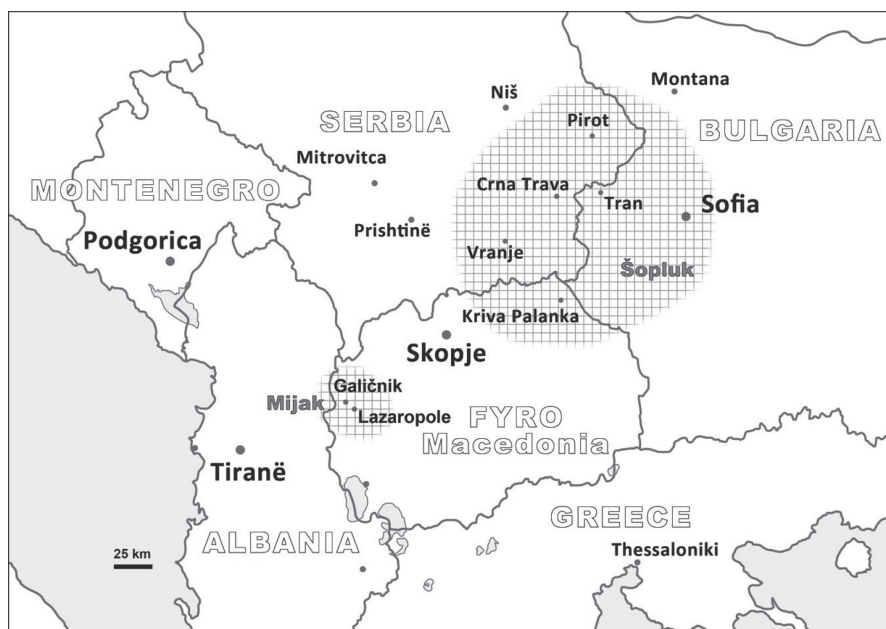 Montana
Niš
SERBIA
Pirot
BULGARIA
Mitrovitca
MONTENEGRO
Crna Trava
Tran
Sofia
Prishtinë
Podgorica
Vranje
Šopluk
Kriva Palanka
Skopje
Galičnik
Mijak
Lazaropole
FYRO
Macedonia
Tiranë
GREECE
ALBANIA
25 km
Thessaloniki